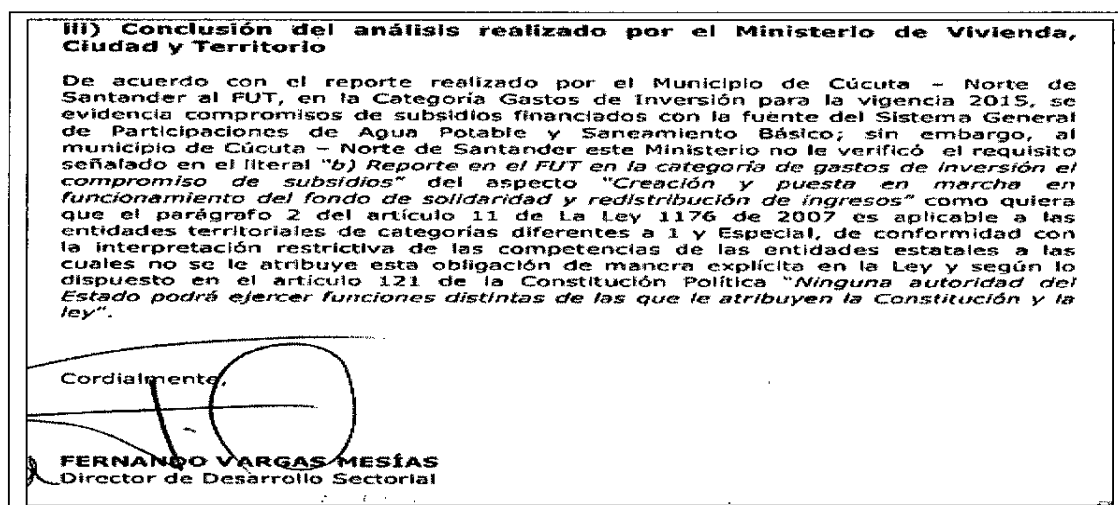 iii) Conclusión del análisis realizado por el Ministerio de Vivienda,
Ciudad y Territorio
De acuerdo con el reporte realizado por el Municipio de Cúcuta – Norte de
Santander al FUT, en la Categoría Gastos de Inversión para la vigencia 2015, se
evidencia compromisos de subsidios financiados con la fuente del Sistema General
de Participaciones de Agua Potable y Saneamiento Básico; sin embargo, al
municipio de Cúcuta – Norte de Santander este Ministerio no le verificó el requisito
señalado en el literal "b) Reporte en el FUT en la categoría de gastos de inversión el
compromiso de subsidios" del aspecto "Creación y puesta en marcha en
funcionamiento del fondo de solidaridad y redistribución de ingresos" como quiera
que el parágrafo 2 del artículo 11 de La Ley 1176 de 2007 es aplicable a las
entidades territoriales de categorías diferentes a 1 y Especial, de conformidad con
la interpretación restrictiva de las competencias de las entidades estatales a las
cuales no se le atribuye esta obligación de manera explícita en la Ley y según lo
dispuesto en el artículo 121 de la Constitución Política "Ninguna autoridad del
Estado podrá ejercer funciones distintas de las que le atribuyen la Constitución y la
ley".
Cordialmente,
FERNANDO VARGAS MESÍAS
Director de Desarrollo Sectorial